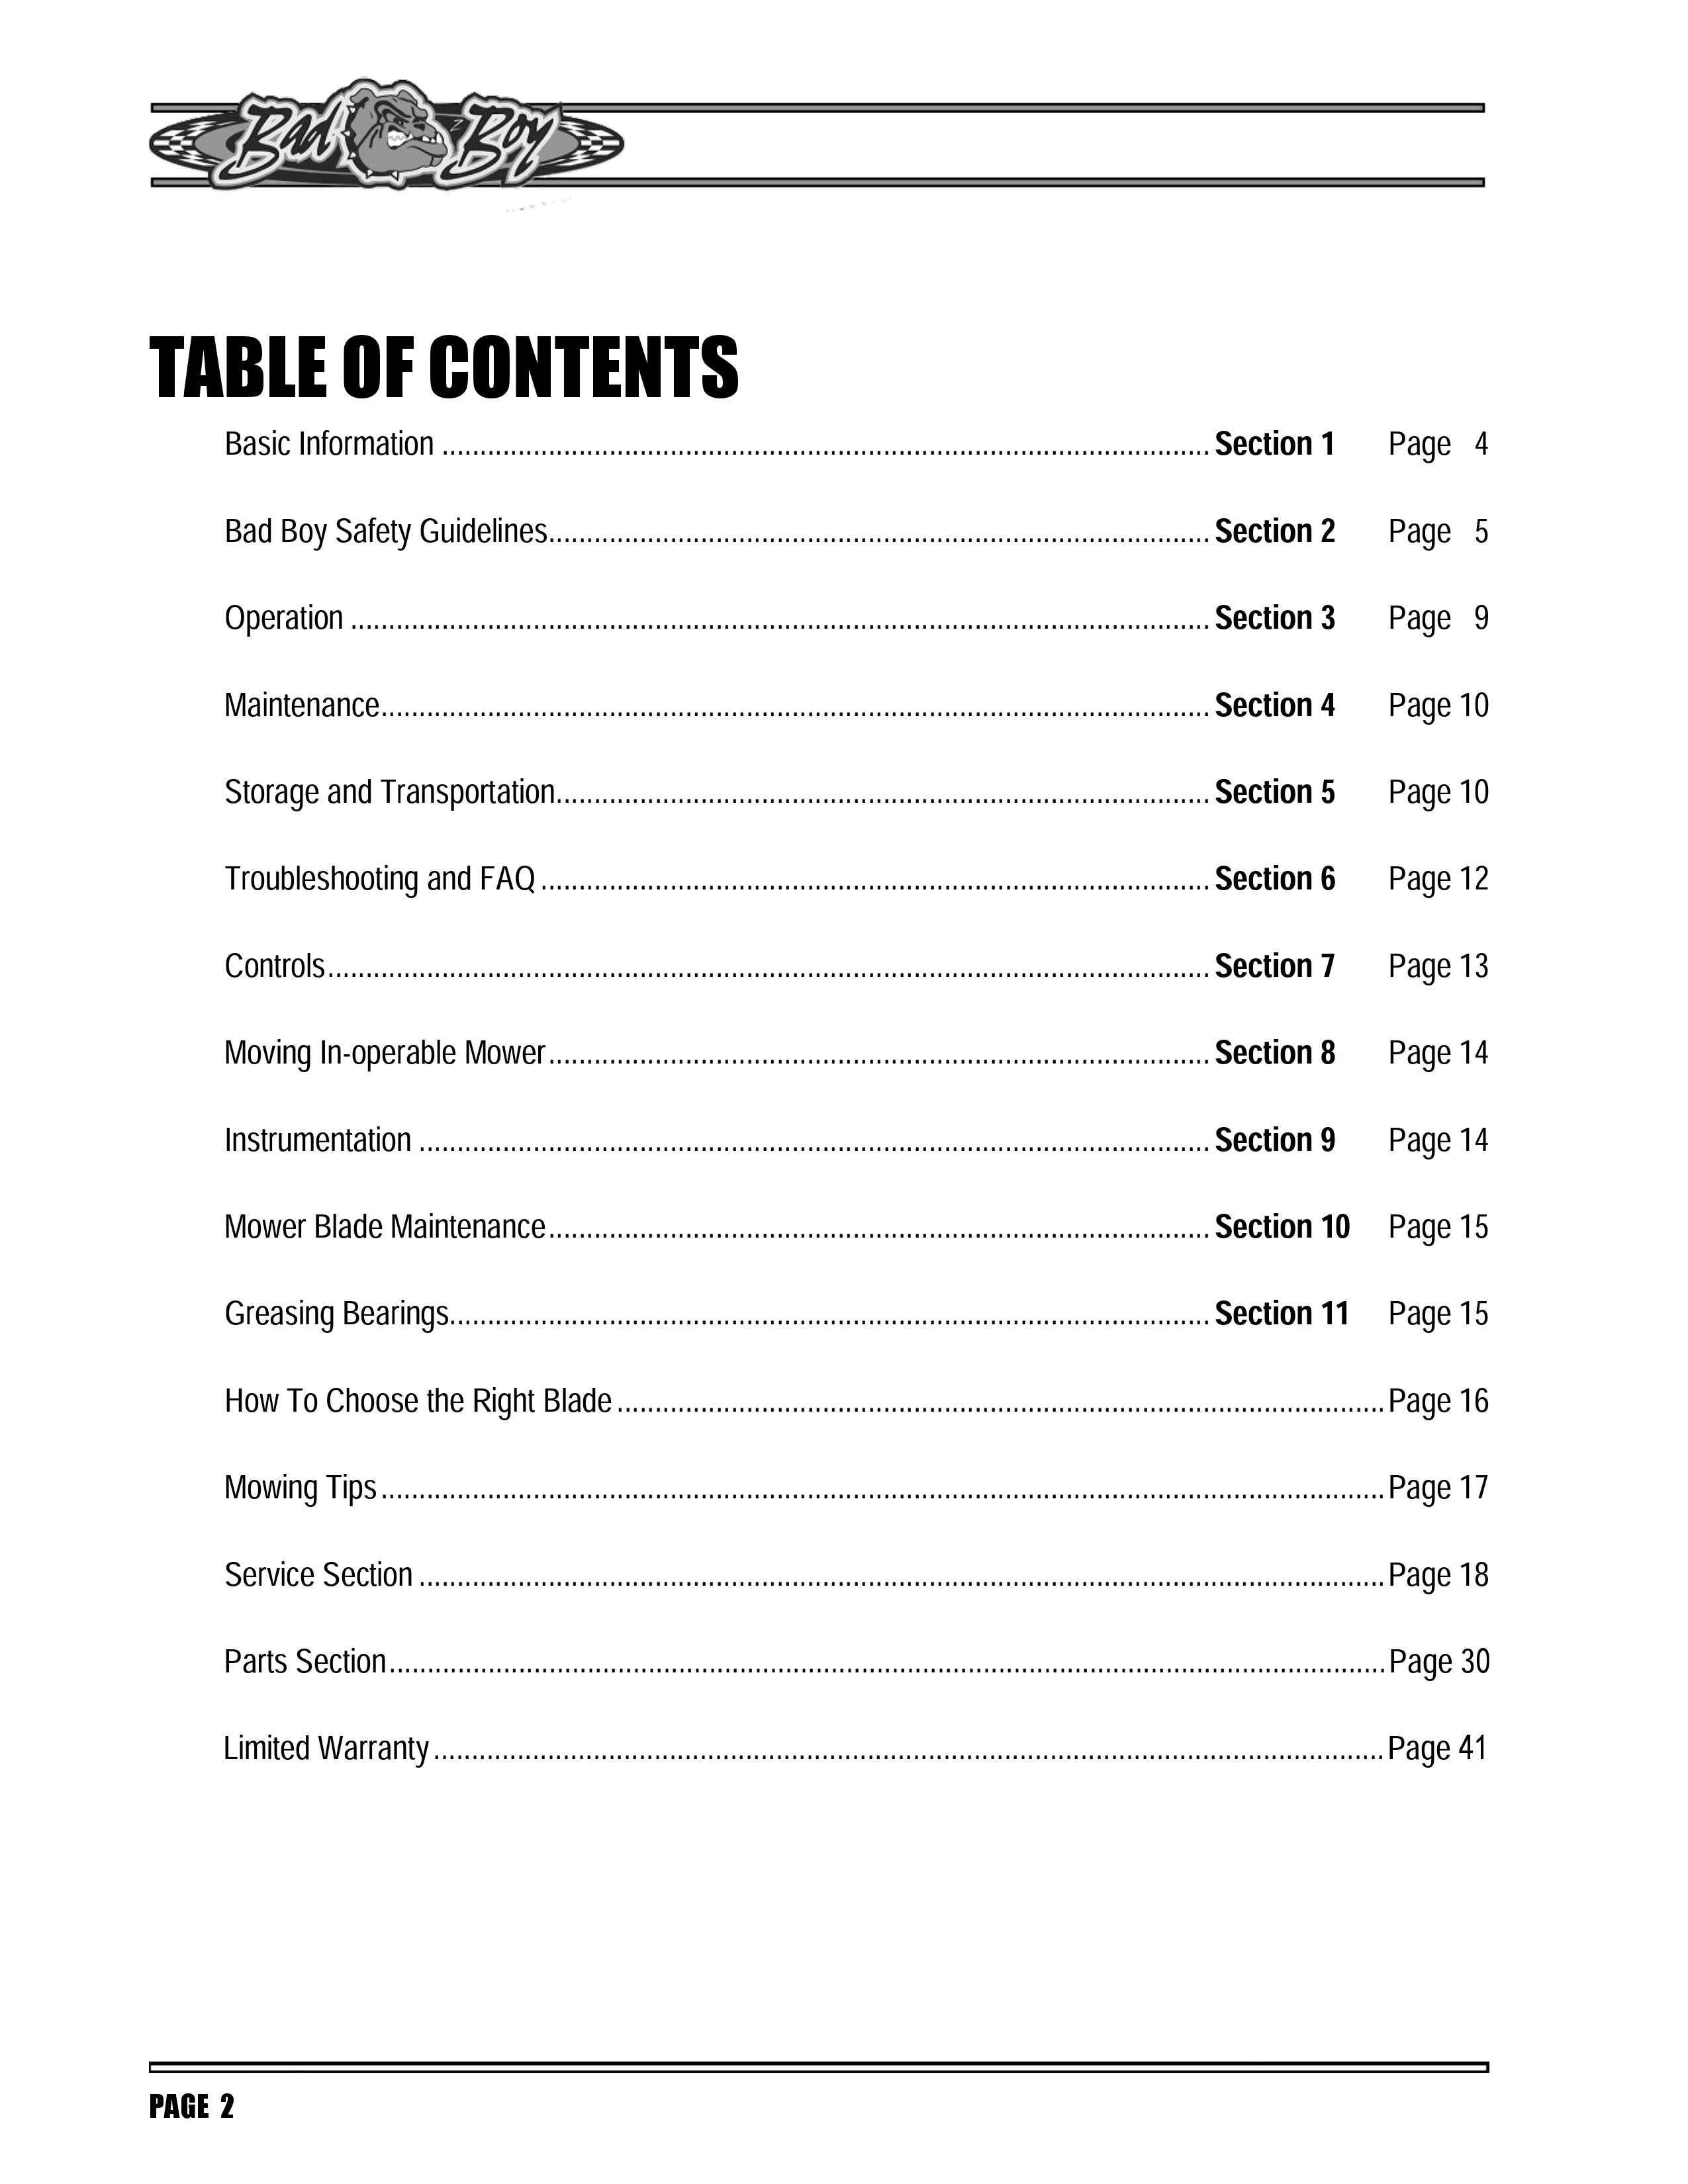 Bad Boy
TABLE OF CONTENTS
Basic Information .......... Section 1 Page 4
Bad Boy Safety Guidelines.......... Section 2 Page 5
Operation .......... Section 3 Page 9
Maintenance.......... Section 4 Page 10
Storage and Transportation.......... Section 5 Page 10
Troubleshooting and FAQ .......... Section 6 Page 12
Controls.......... Section 7 Page 13
Moving In-operable Mower.......... Section 8 Page 14
Instrumentation .......... Section 9 Page 14
Mower Blade Maintenance.......... Section 10 Page 15
Greasing Bearings.......... Section 11 Page 15
How To Choose the Right Blade .......... Page 16
Mowing Tips .......... Page 17
Service Section .......... Page 18
Parts Section.......... Page 30
Limited Warranty .......... Page 41
PAGE 2